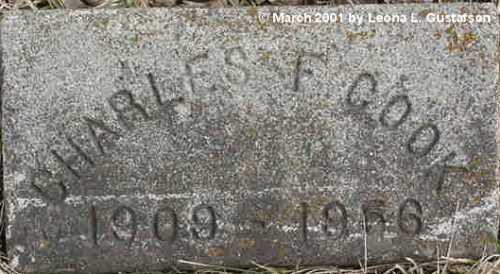 © March 2001 by Leona L. Gustafson
CHARLES F COOK
1909 - 1956